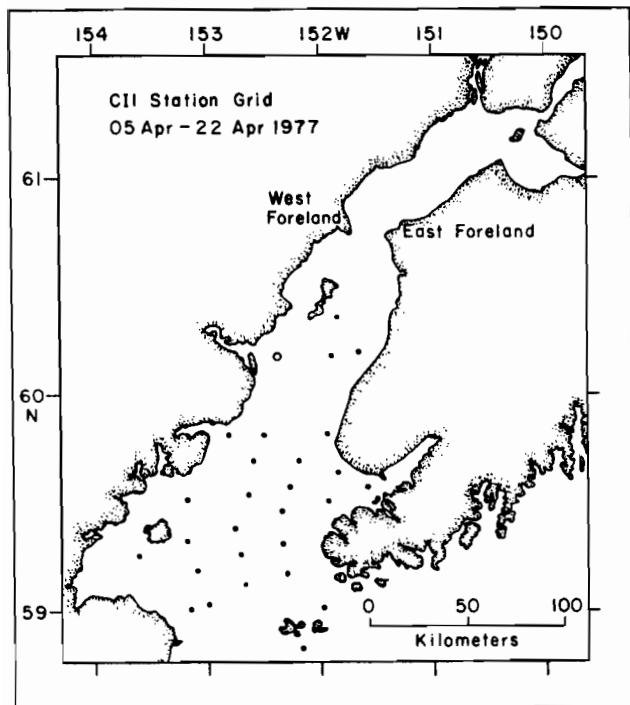 154 153 152W 151 150
CII Station Grid
05 Apr - 22 Apr 1977
61
West
Foreland
East Foreland
60
N
59
0 50 100
Kilometers